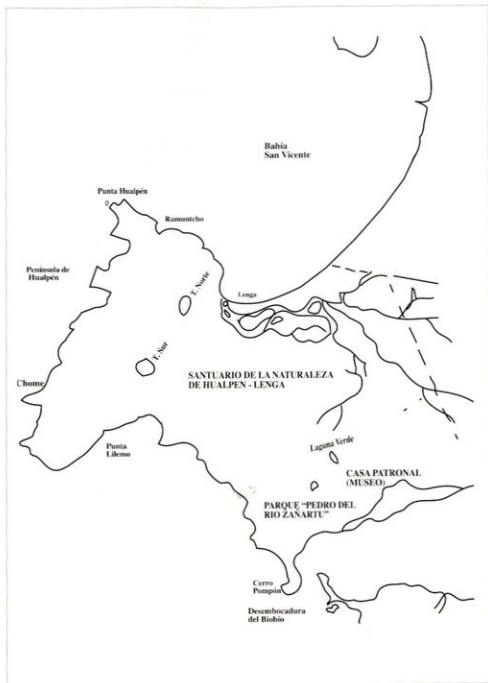 Bahía
San Vicente
Punta Hualpén
Ramuntcho
Península de
Hualpén
T. Norte
Lenga
T. Sur
SANTUARIO DE LA NATURALEZA
DE HUALPEN - LENGA
Chome
Punta
Lilemo
Laguna Verde
CASA PATRONAL
(MUSEO)
PARQUE "PEDRO DEL
RIO ZAÑARTU"
Cerro
Pompón
Desembocadura
del Biobío